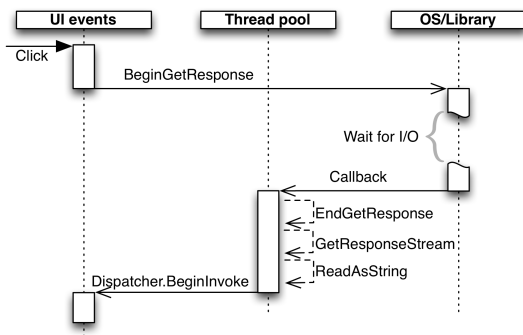 UI events
Thread pool
OS/Library
Click
BeginGetResponse
Wait for I/O
Callback
EndGetResponse
GetResponseStream
ReadAsString
Dispatcher.BeginInvoke